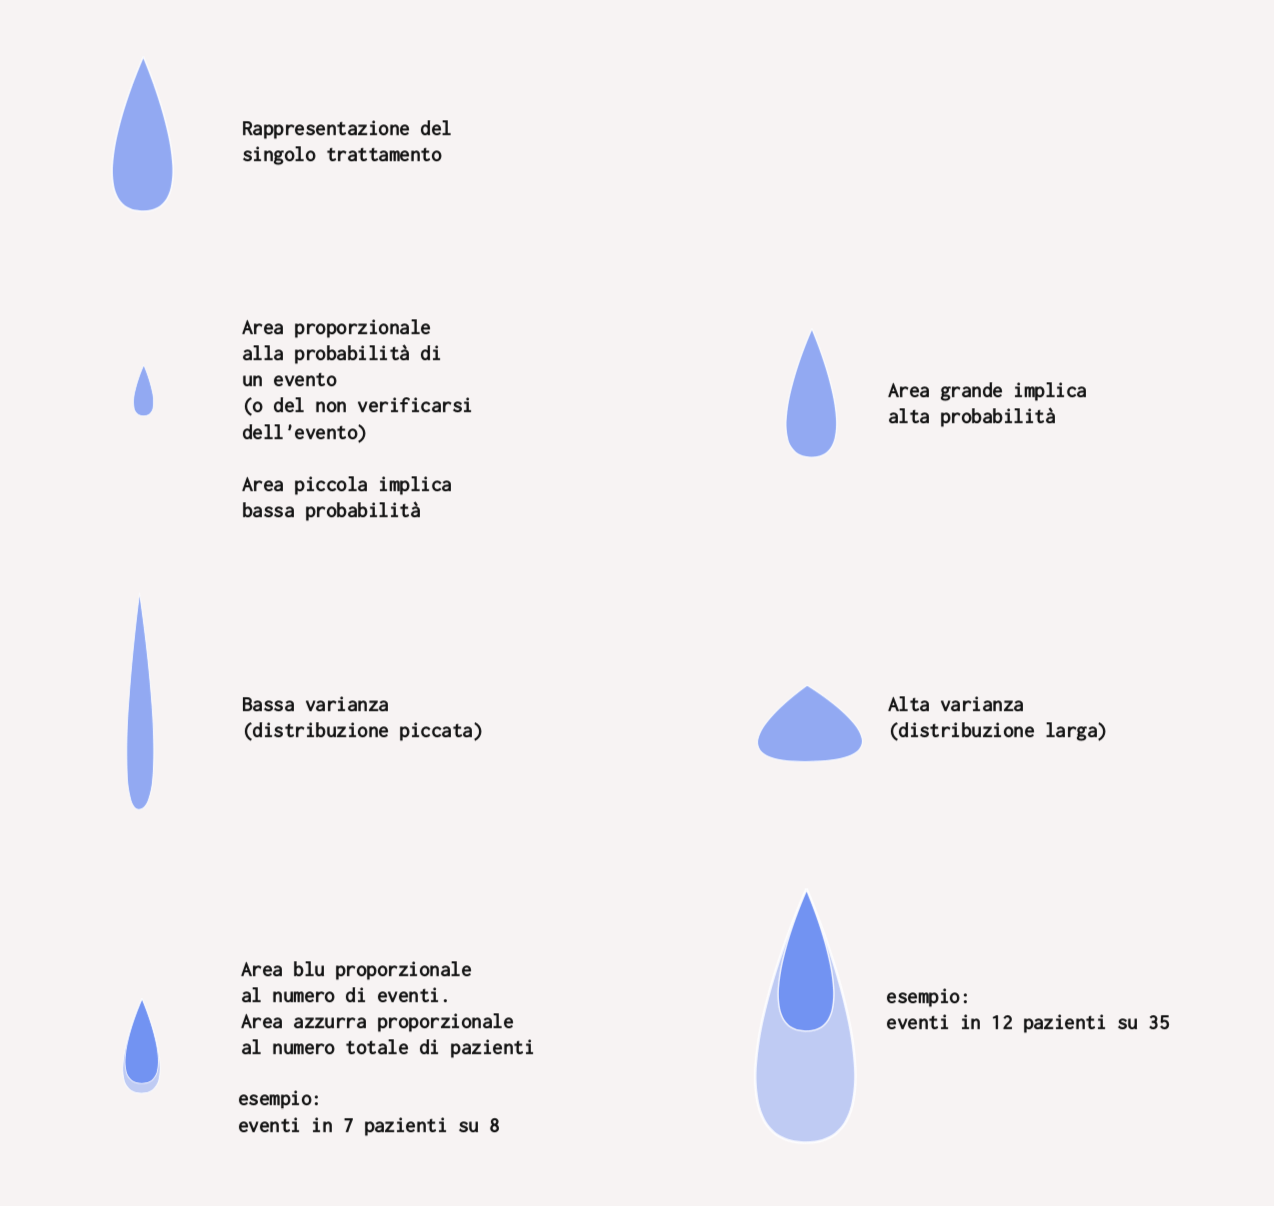 Rappresentazione del
singolo trattamento
Area proporzionale
alla probabilità di
un evento
(o del non verificarsi
dell'evento)
Area piccola implica
bassa probabilità
Area grande implica
alta probabilità
Bassa varianza
(distribuzione piccata)
Alta varianza
(distribuzione larga)
Area blu proporzionale
al numero di eventi.
Area azzurra proporzionale
al numero totale di pazienti
esempio:
eventi in 7 pazienti su 8
esempio:
eventi in 12 pazienti su 35